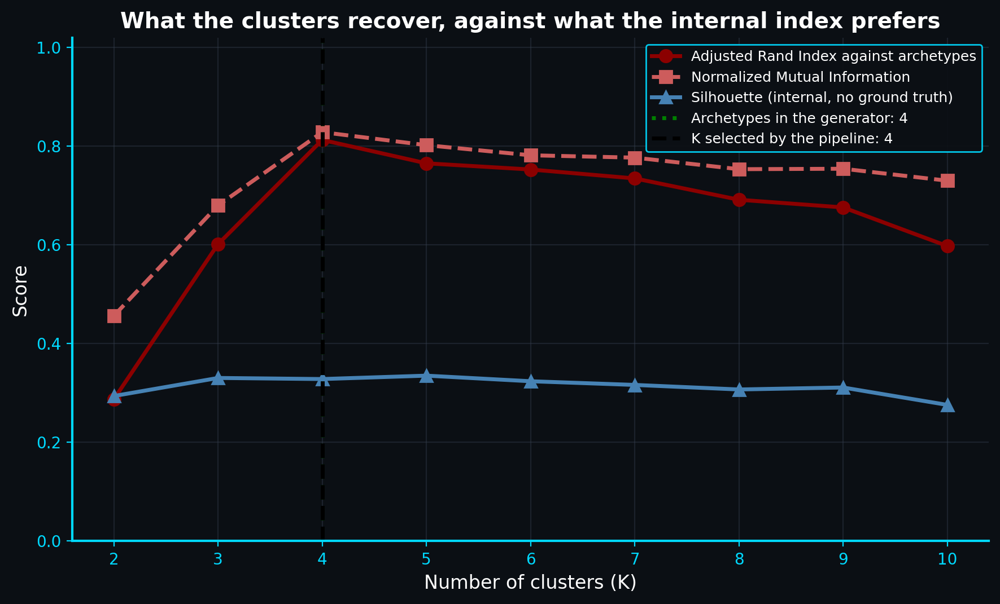 What the clusters recover, against what the internal index prefers
Adjusted Rand Index against archetypes
Normalized Mutual Information
Silhouette (internal, no ground truth)
Archetypes in the generator: 4
K selected by the pipeline: 4
Score
1.0
0.8
0.6
0.4
0.2
0.0
2 3 4 5 6 7 8 9 10
Number of clusters (K)